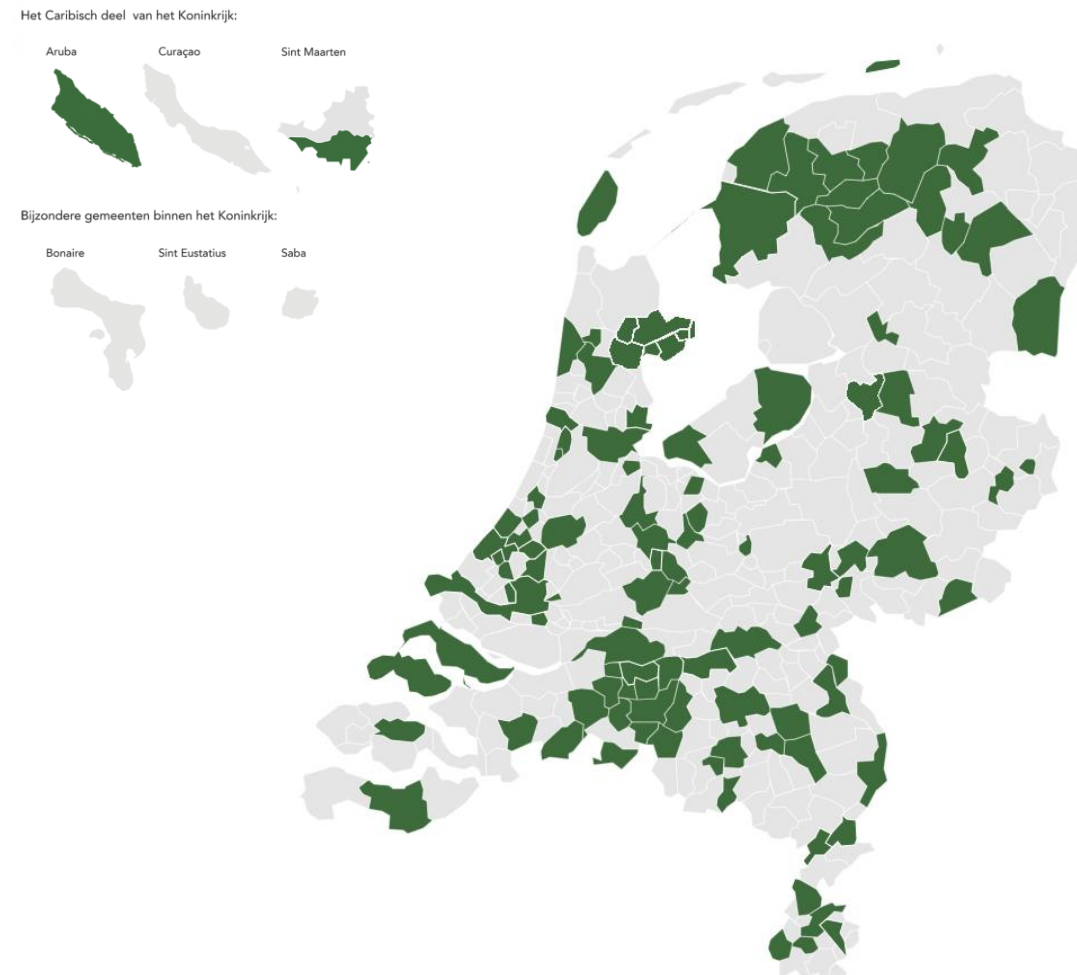 Het Caribisch deel van het Koninkrijk:
Aruba
Curaçao
Sint Maarten
Bijzondere gemeenten binnen het Koninkrijk:
Bonaire
Sint Eustatius
Saba